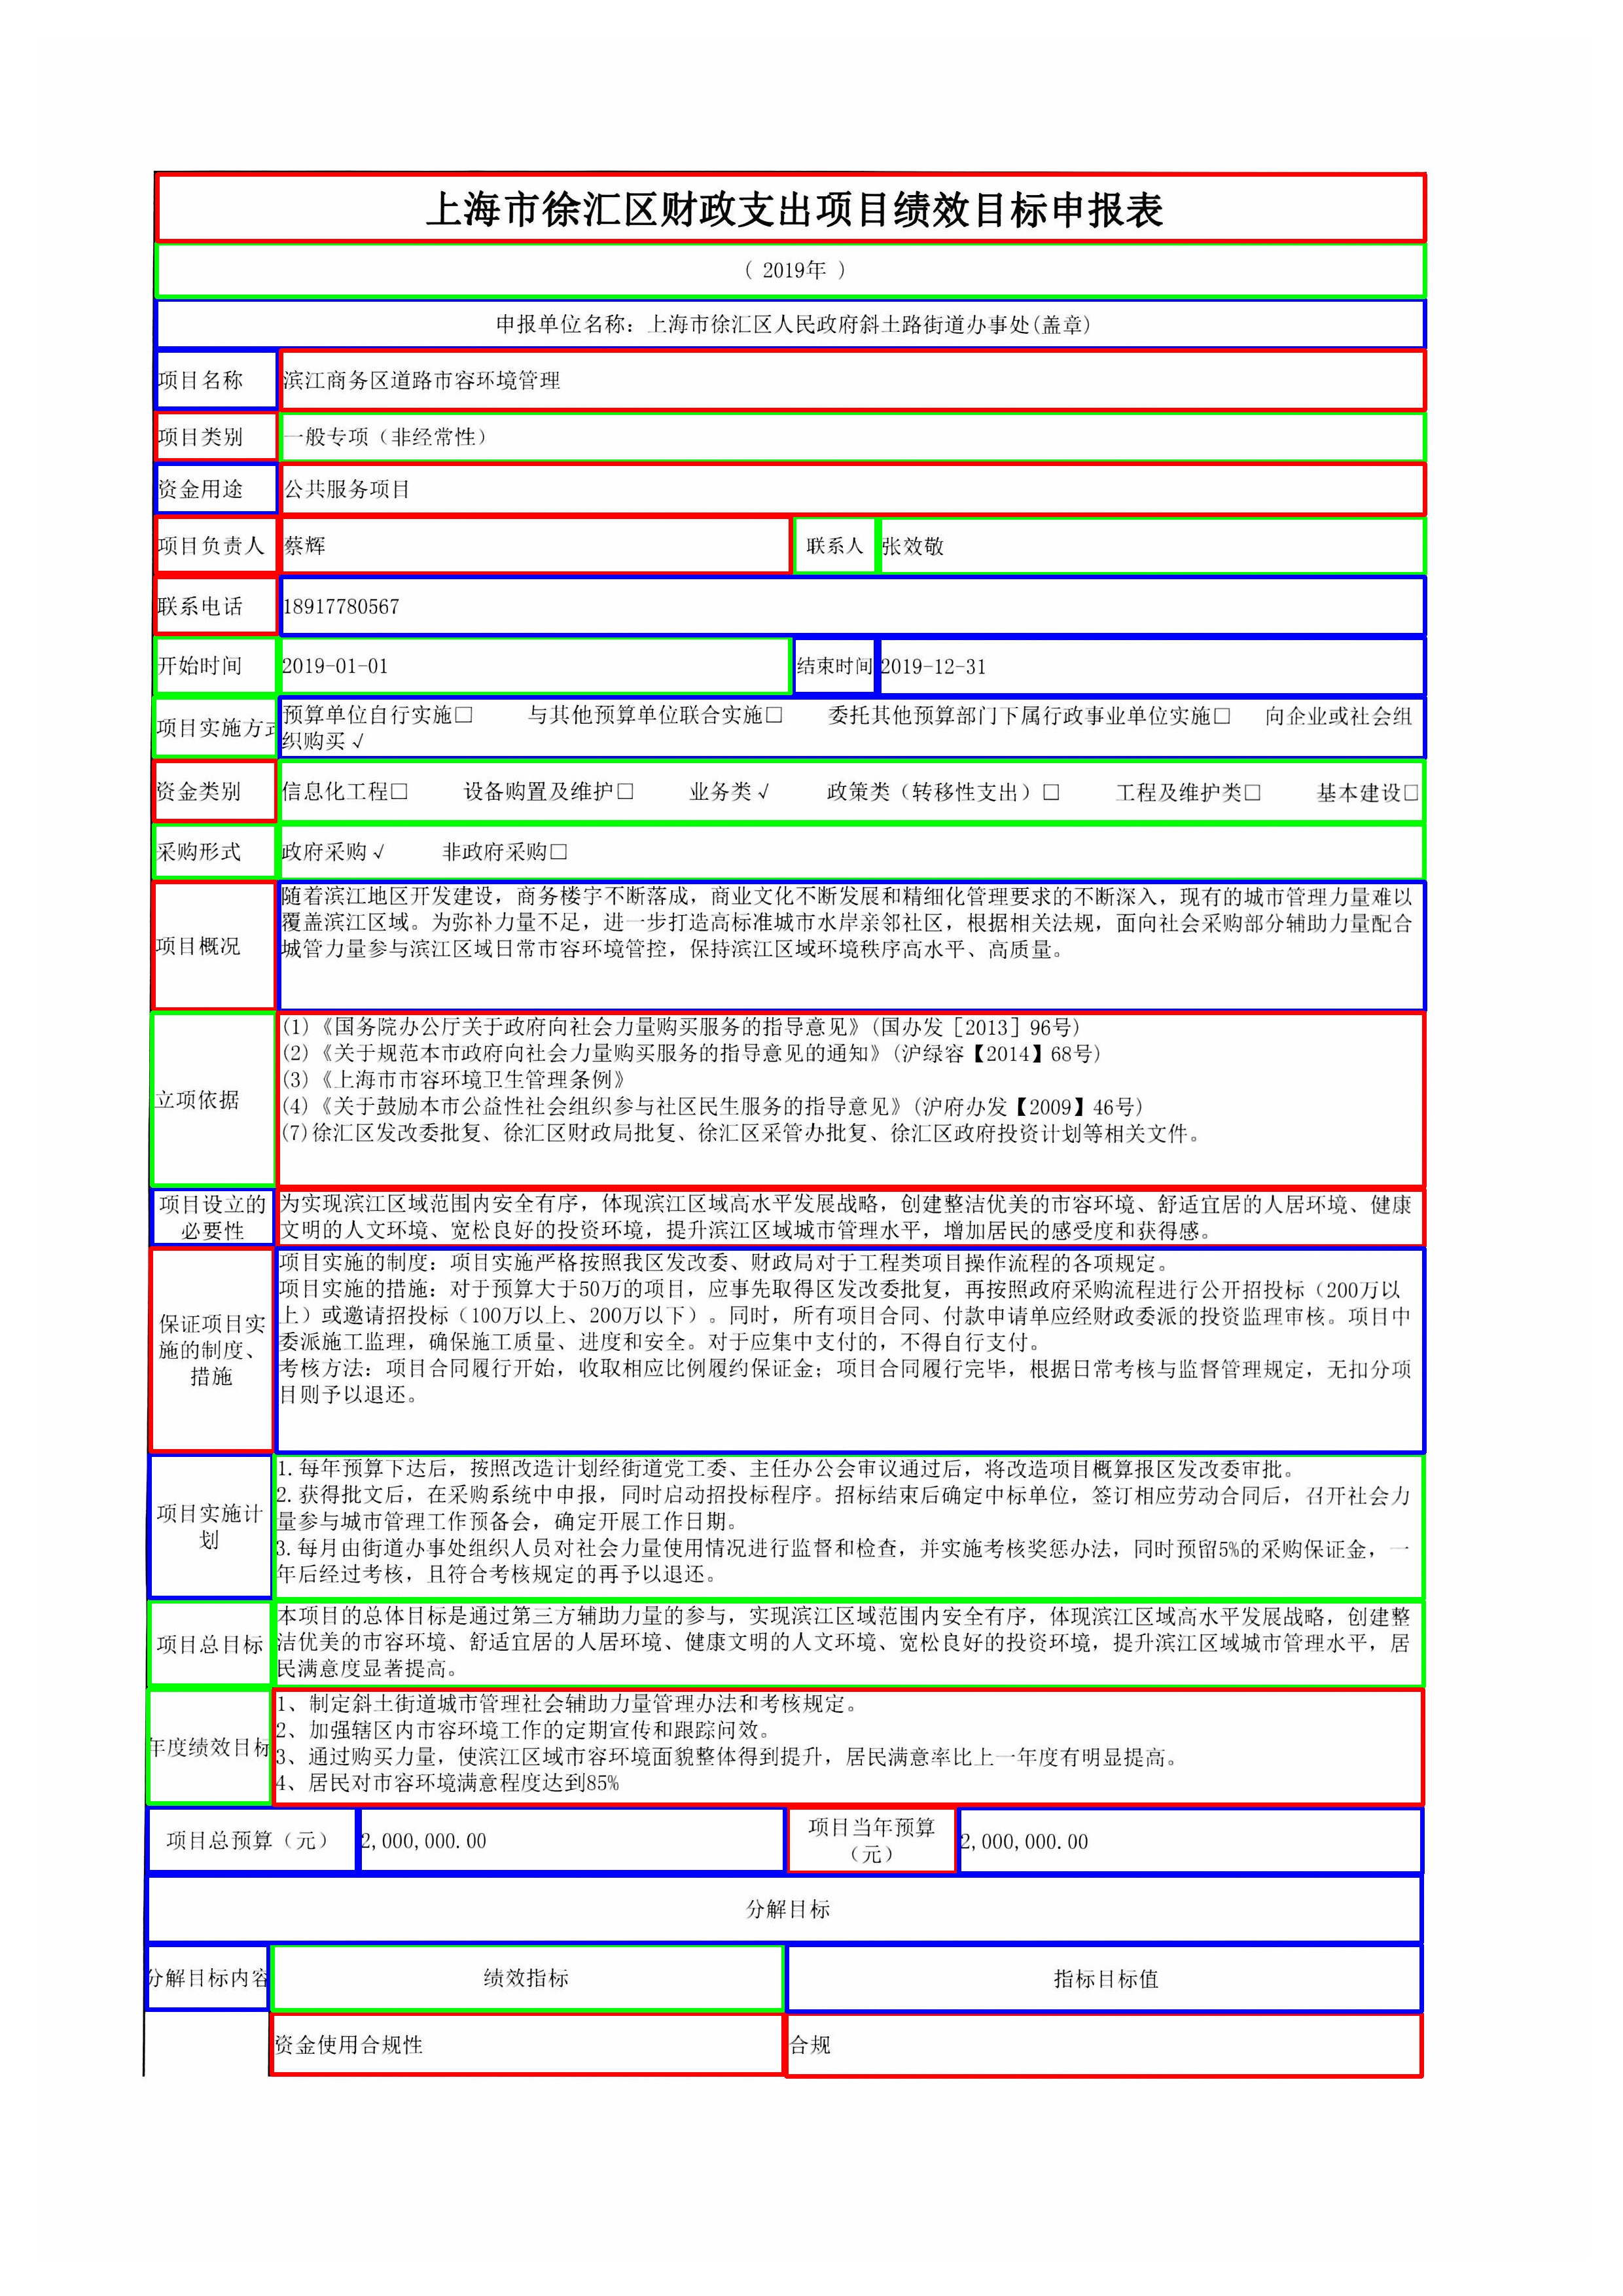 上海市徐汇区财政支出项目绩效目标申报表
（ 2019年 ）
申报单位名称：上海市徐汇区人民政府斜土路街道办事处(盖章)
项目名称 滨江商务区道路市容环境管理
项目类别 一般专项（非经常性）
资金用途 公共服务项目
项目负责人 蔡辉 联系人 张效敬
联系电话 18917780567
开始时间 2019-01-01 结束时间 2019-12-31
项目实施方式 预算单位自行实施□ 与其他预算单位联合实施□ 委托其他预算部门下属行政事业单位实施□ 向企业或社会组
织购买√
资金类别 信息化工程□ 设备购置及维护□ 业务类√ 政策类（转移性支出）□ 工程及维护类□ 基本建设□
采购形式 政府采购√ 非政府采购□
项目概况
随着滨江地区开发建设，商务楼宇不断落成，商业文化不断发展和精细化管理要求的不断深入，现有的城市管理力量难以
覆盖滨江区域。为弥补力量不足，进一步打造高标准城市水岸亲邻社区，根据相关法规，面向社会采购部分辅助力量配合
城管力量参与滨江区域日常市容环境管控，保持滨江区域环境秩序高水平、高质量。
立项依据
(1)《国务院办公厅关于政府向社会力量购买服务的指导意见》(国办发［2013］96号)
(2)《关于规范本市政府向社会力量购买服务的指导意见的通知》(沪绿容【2014】68号)
(3)《上海市市容环境卫生管理条例》
(4)《关于鼓励本市公益性社会组织参与社区民生服务的指导意见》(沪府办发【2009】46号)
(7)徐汇区发改委批复、徐汇区财政局批复、徐汇区采管办批复、徐汇区政府投资计划等相关文件。
项目设立的
必要性
为实现滨江区域范围内安全有序，体现滨江区域高水平发展战略，创建整洁优美的市容环境、舒适宜居的人居环境、健康
文明的人文环境、宽松良好的投资环境，提升滨江区域城市管理水平，增加居民的感受度和获得感。
保证项目实
施的制度、
措施
项目实施的制度：项目实施严格按照我区发改委、财政局对于工程类项目操作流程的各项规定。
项目实施的措施：对于预算大于50万的项目，应事先取得区发改委批复，再按照政府采购流程进行公开招投标（200万以
上）或邀请招投标（100万以上、200万以下）。同时，所有项目合同、付款申请单应经财政委派的投资监理审核。项目中
委派施工监理，确保施工质量、进度和安全。对于应集中支付的，不得自行支付。
考核方法：项目合同履行开始，收取相应比例履约保证金；项目合同履行完毕，根据日常考核与监督管理规定，无扣分项
目则予以退还。
项目实施计
划
1.每年预算下达后，按照改造计划经街道党工委、主任办公会审议通过后，将改造项目概算报区发改委审批。
2.获得批文后，在采购系统中申报，同时启动招投标程序。招标结束后确定中标单位，签订相应劳动合同后，召开社会力
量参与城市管理工作预备会，确定开展工作日期。
3.每月由街道办事处组织人员对社会力量使用情况进行监督和检查，并实施考核奖惩办法，同时预留5%的采购保证金，一
年后经过考核，且符合考核规定的再予以退还。
项目总目标
本项目的总体目标是通过第三方辅助力量的参与，实现滨江区域范围内安全有序，体现滨江区域高水平发展战略，创建整
洁优美的市容环境、舒适宜居的人居环境、健康文明的人文环境、宽松良好的投资环境，提升滨江区域城市管理水平，居
民满意度显著提高。
年度绩效目标
1、制定斜土街道城市管理社会辅助力量管理办法和考核规定。
2、加强辖区内市容环境工作的定期宣传和跟踪问效。
3、通过购买力量，使滨江区域市容环境面貌整体得到提升，居民满意率比上一年度有明显提高。
4、居民对市容环境满意程度达到85%
项目总预算（元） 2,000,000.00 项目当年预算
（元） 2,000,000.00
分解目标
分解目标内容 绩效指标 指标目标值
资金使用合规性 合规